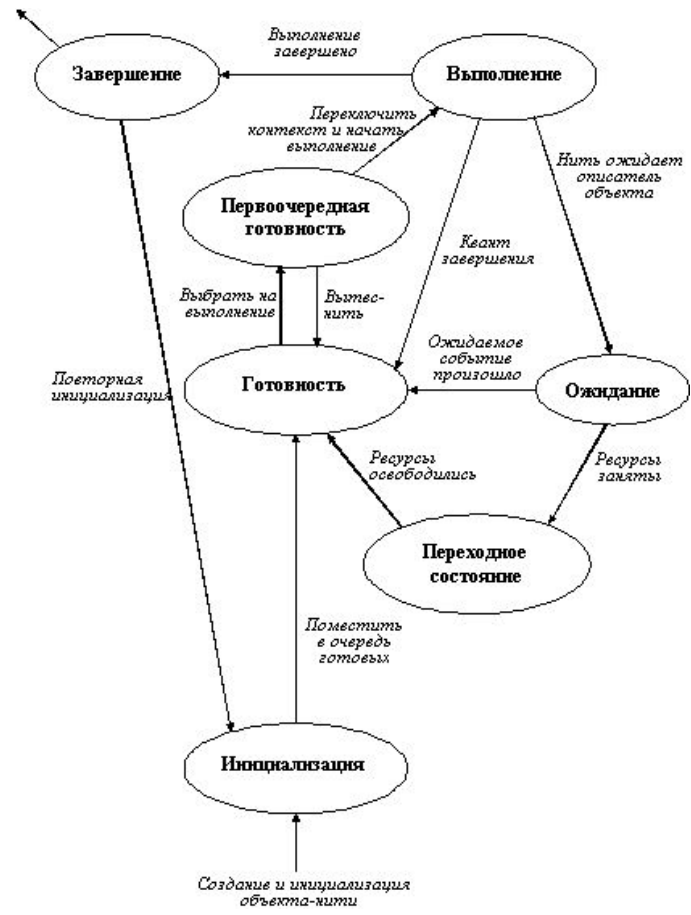 Выполнение
завершено
Завершение
Выполнение
Переключить
контекст и начать
выполнение
Нить ожидает
описатель
объекта
Первоочередная
готовность
Квант
завершения
Выбрать на
выполнение
Вытес-
нить
Ожидаемое
событие
произошло
Готовность
Ожидание
Повторная
инициализация
Ресурсы
освободились
Ресурсы
заняты
Переходное
состояние
Поместить
в очередь
готовых
Инициализация
Создание и инициализация
объекта-нити